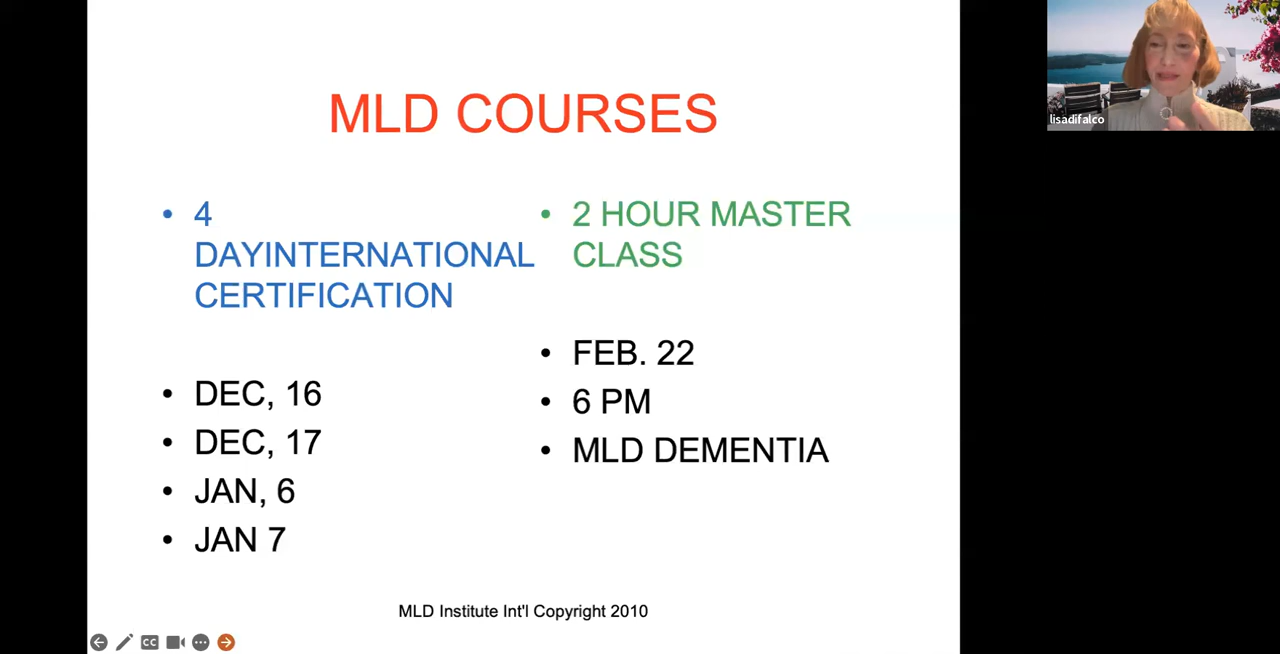 MLD COURSES
• 4
DAYINTERNATIONAL
CERTIFICATION
• DEC, 16
• DEC, 17
• JAN, 6
• JAN 7
• 2 HOUR MASTER
CLASS
• FEB. 22
• 6 PM
• MLD DEMENTIA
MLD Institute Int'l Copyright 2010
CC
lisadifalco